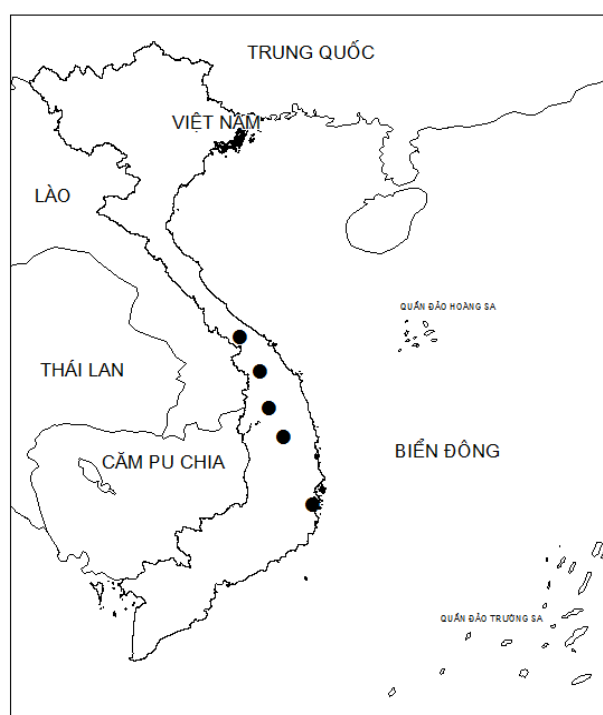 TRUNG QUỐC
VIỆT NAM
LÀO
QUẦN ĐẢO HOÀNG SA
THÁI LAN
BIỂN ĐÔNG
CĂM PU CHIA
QUẦN ĐẢO TRƯỜNG SA